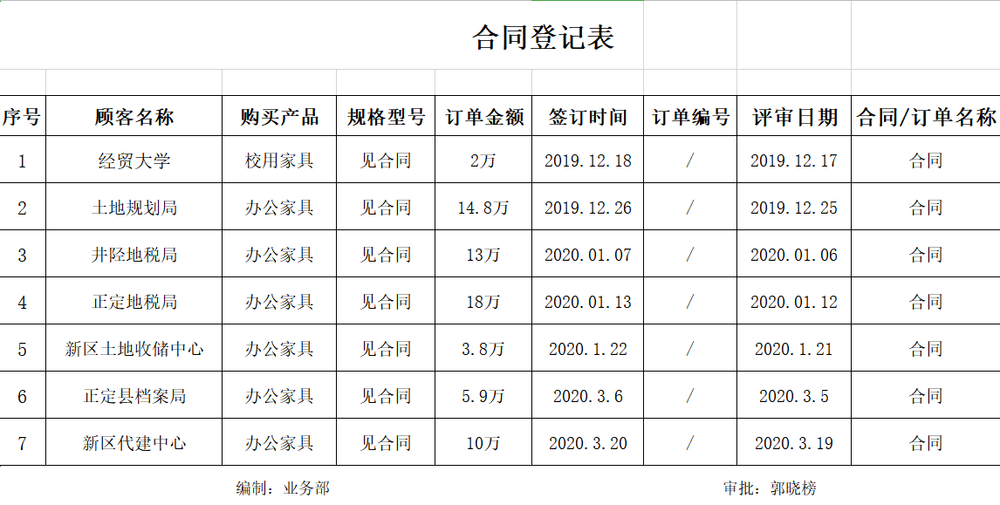 合同登记表
序号 顾客名称 购买产品 规格型号 订单金额 签订时间 订单编号 评审日期 合同/订单名称
1 经贸大学 校用家具 见合同 2万 2019.12.18 / 2019.12.17 合同
2 土地规划局 办公家具 见合同 14.8万 2019.12.26 / 2019.12.25 合同
3 井陉地税局 办公家具 见合同 13万 2020.01.07 / 2020.01.06 合同
4 正定地税局 办公家具 见合同 18万 2020.01.13 / 2020.01.12 合同
5 新区土地收储中心 办公家具 见合同 3.8万 2020.1.22 / 2020.1.21 合同
6 正定县档案局 办公家具 见合同 5.9万 2020.3.6 / 2020.3.5 合同
7 新区代建中心 办公家具 见合同 10万 2020.3.20 / 2020.3.19 合同
编制：业务部 审批：郭晓榜